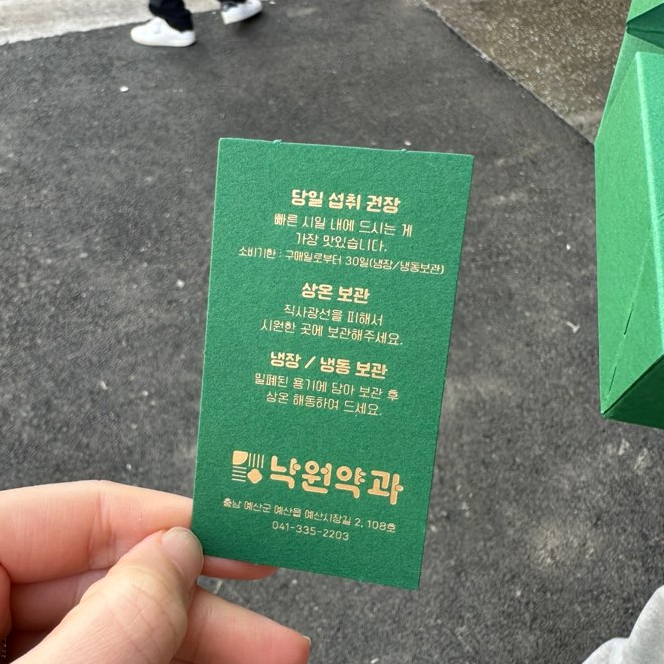 당일 섭취 권장
빠른 시일 내에 드시는 게
가장 맛있습니다.
소비기한 : 구매일로부터 30일(냉장/냉동보관)
상온 보관
직사광선을 피해서
시원한 곳에 보관해주세요.
냉장 / 냉동 보관
밀폐된 용기에 담아 보관 후
상온 해동하여 드세요.
낙원약과
충남 예산군 예산읍 예산시장길 2, 108호
041-335-2203